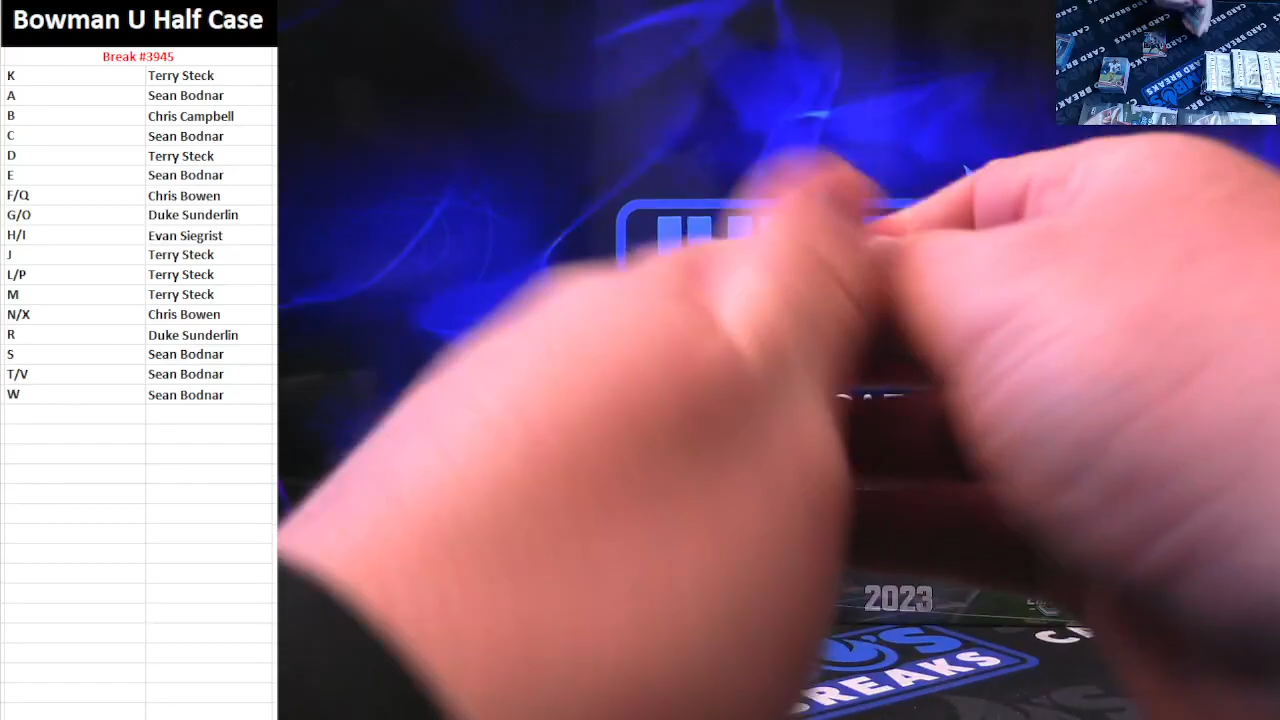 Bowman U Half Case
Break #3945
K Terry Steck
A Sean Bodnar
B Chris Campbell
C Sean Bodnar
D Terry Steck
E Sean Bodnar
F/Q Chris Bowen
G/O Duke Sunderlin
H/I Evan Siegrist
J Terry Steck
L/P Terry Steck
M Terry Steck
N/X Chris Bowen
R Duke Sunderlin
S Sean Bodnar
T/V Sean Bodnar
W Sean Bodnar
CARD BREAKS
2023
BREAKS